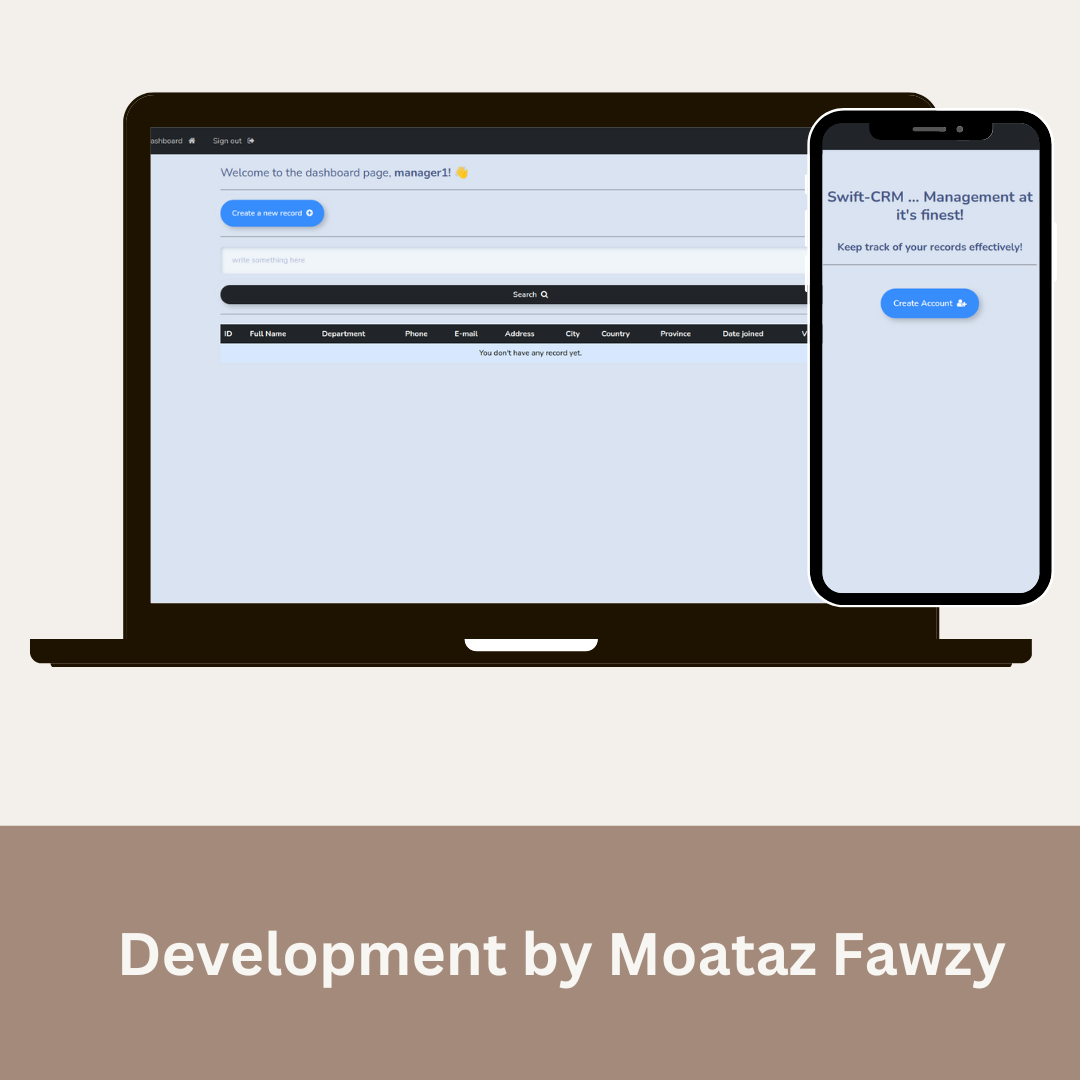 ashboard Sign out
Welcome to the dashboard page, manager1! 👋
Create a new record
write something here
Search
ID Full Name Department Phone E-mail Address City Country Province Date joined
You don't have any record yet.
Swift-CRM ... Management at
it's finest!
Keep track of your records effectively!
Create Account
Development by Moataz Fawzy